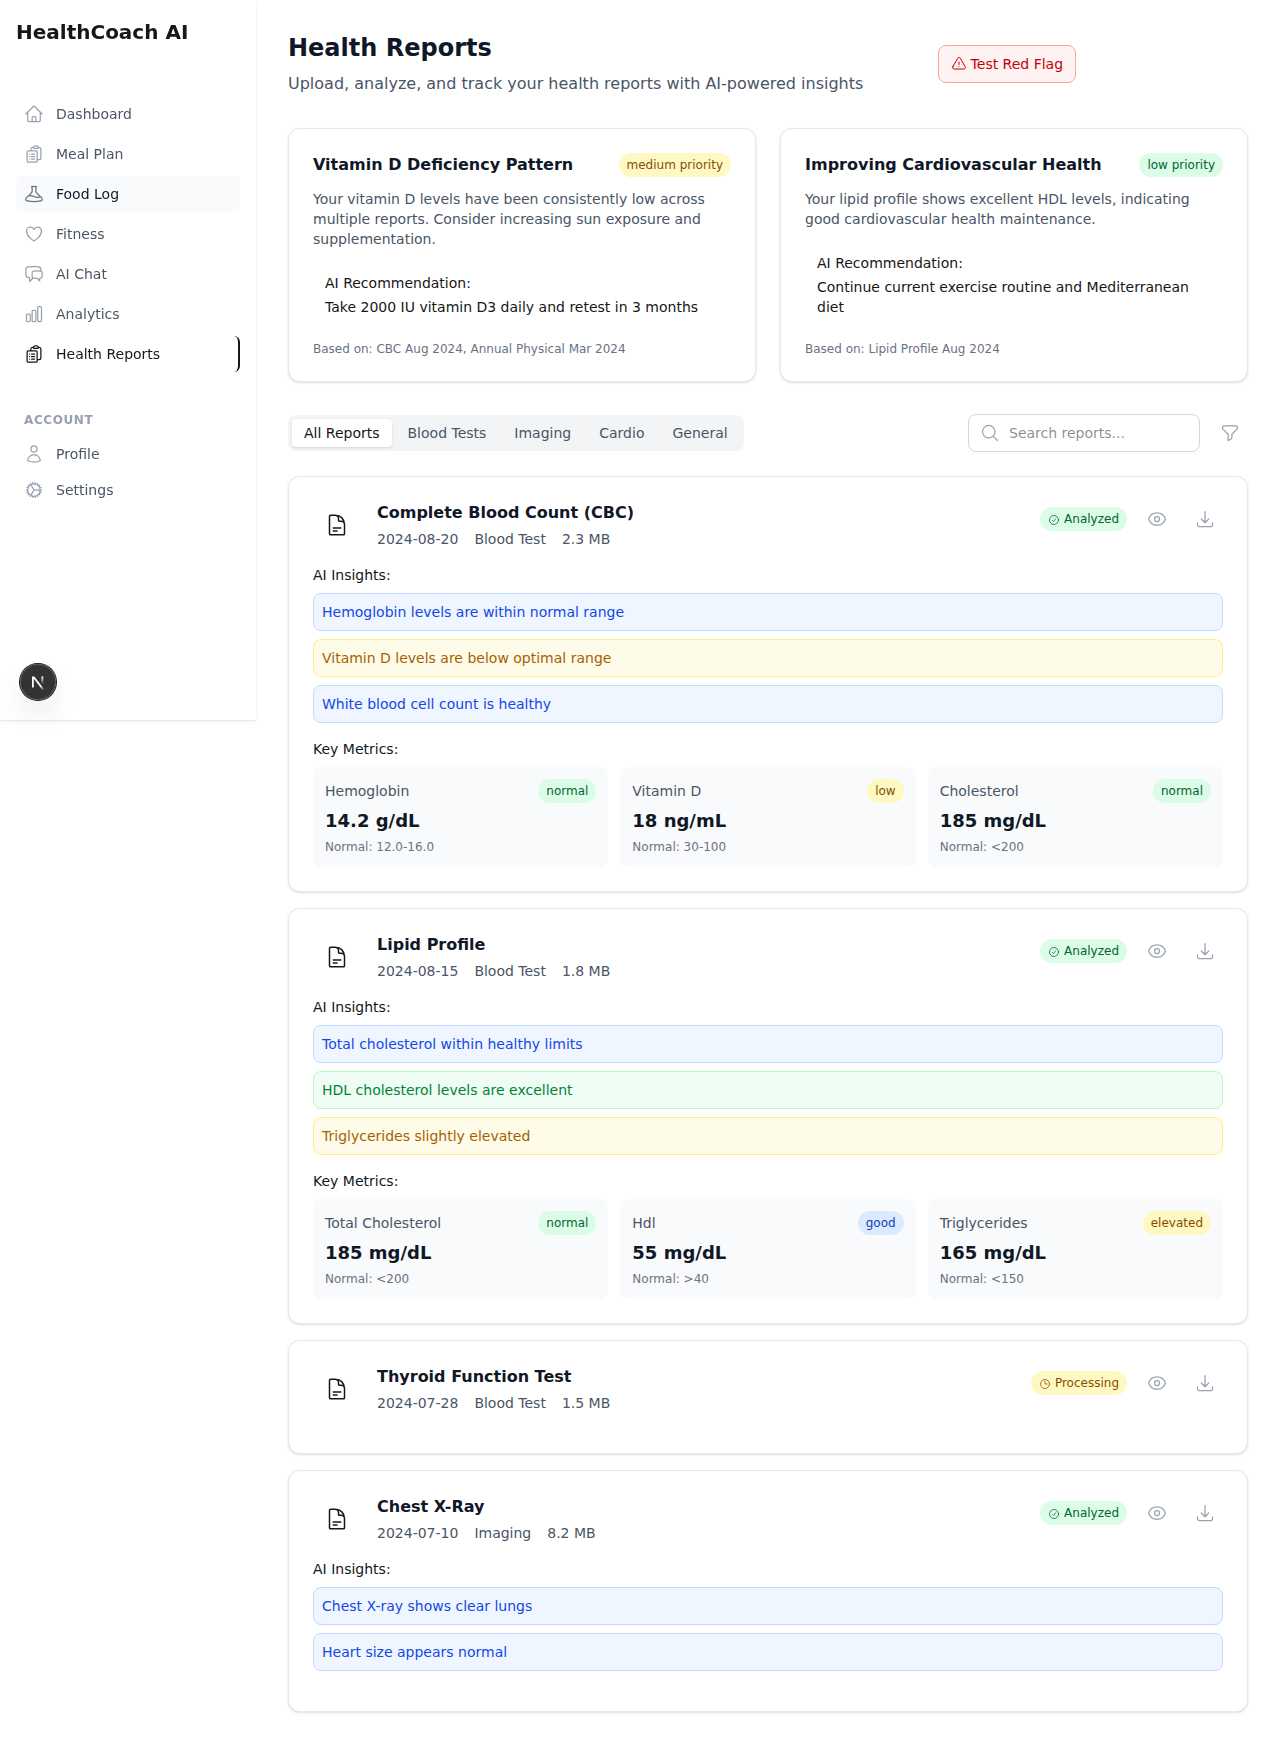 HealthCoach AI
Dashboard
Meal Plan
Food Log
Fitness
AI Chat
Analytics
Health Reports
ACCOUNT
Profile
Settings
N
Health Reports
Upload, analyze, and track your health reports with AI-powered insights
Test Red Flag
Vitamin D Deficiency Pattern
medium priority
Your vitamin D levels have been consistently low across
multiple reports. Consider increasing sun exposure and
supplementation.
AI Recommendation:
Take 2000 IU vitamin D3 daily and retest in 3 months
Based on: CBC Aug 2024, Annual Physical Mar 2024
Improving Cardiovascular Health
low priority
Your lipid profile shows excellent HDL levels, indicating
good cardiovascular health maintenance.
AI Recommendation:
Continue current exercise routine and Mediterranean
diet
Based on: Lipid Profile Aug 2024
All Reports
Blood Tests
Imaging
Cardio
General
Search reports...
Complete Blood Count (CBC)
2024-08-20 Blood Test 2.3 MB
Analyzed
AI Insights:
Hemoglobin levels are within normal range
Vitamin D levels are below optimal range
White blood cell count is healthy
Key Metrics:
Hemoglobin
normal
14.2 g/dL
Normal: 12.0-16.0
Vitamin D
low
18 ng/mL
Normal: 30-100
Cholesterol
normal
185 mg/dL
Normal: <200
Lipid Profile
2024-08-15 Blood Test 1.8 MB
Analyzed
AI Insights:
Total cholesterol within healthy limits
HDL cholesterol levels are excellent
Triglycerides slightly elevated
Key Metrics:
Total Cholesterol
normal
185 mg/dL
Normal: <200
Hdl
good
55 mg/dL
Normal: >40
Triglycerides
elevated
165 mg/dL
Normal: <150
Thyroid Function Test
2024-07-28 Blood Test 1.5 MB
Processing
Chest X-Ray
2024-07-10 Imaging 8.2 MB
Analyzed
AI Insights:
Chest X-ray shows clear lungs
Heart size appears normal